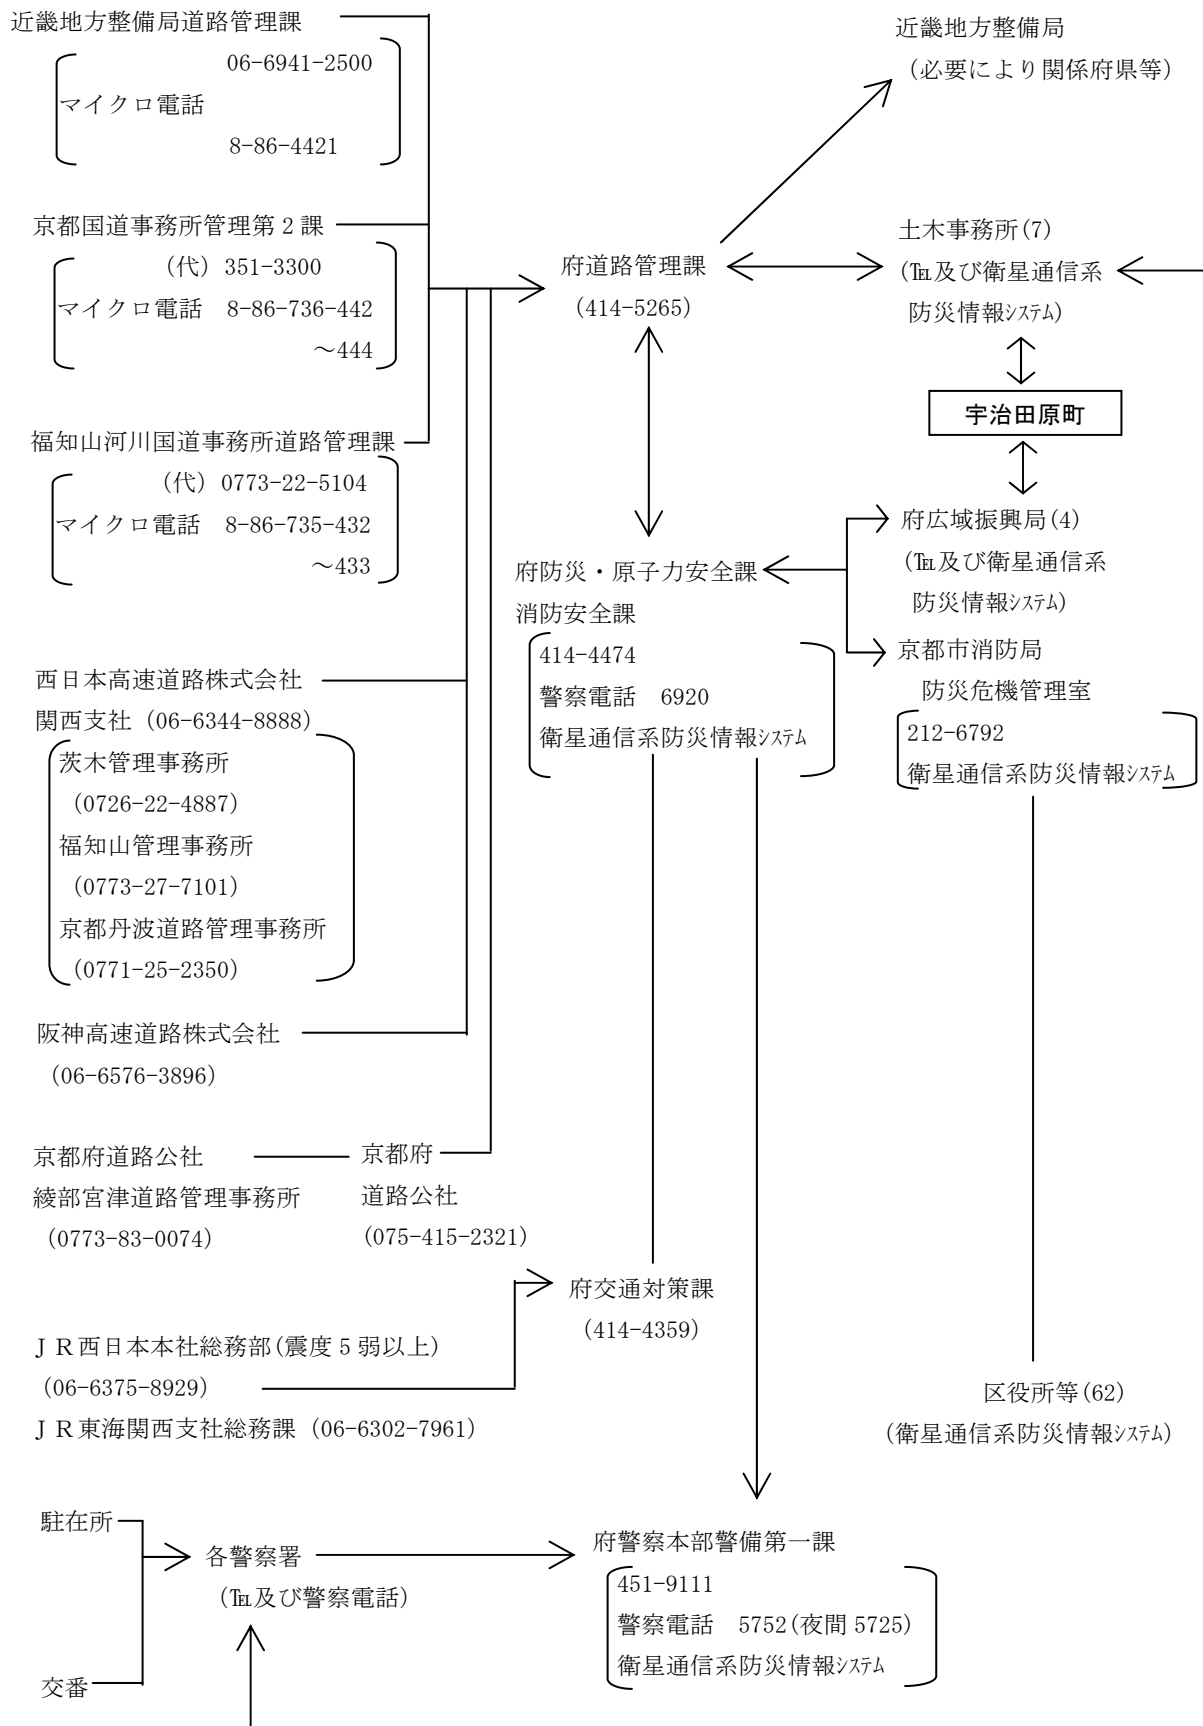 近畿地方整備局道路管理課
06-6941-2500
マイクロ電話
8-86-4421
京都国道事務所管理第2課
(代) 351-3300
マイクロ電話 8-86-736-442
～444
福知山河川国道事務所道路管理課
(代) 0773-22-5104
マイクロ電話 8-86-735-432
～433
西日本高速道路株式会社
関西支社 (06-6344-8888)
茨木管理事務所
(0726-22-4887)
福知山管理事務所
(0773-27-7101)
京都丹波道路管理事務所
(0771-25-2350)
阪神高速道路株式会社
(06-6576-3896)
京都府道路公社
綾部宮津道路管理事務所
(0773-83-0074)
京都府
道路公社
(075-415-2321)
ＪＲ西日本本社総務部(震度5弱以上)
(06-6375-8929)
ＪＲ東海関西支社総務課 (06-6302-7961)
駐在所
交番
各警察署
(℡及び警察電話)
府道路管理課
(414-5265)
府防災・原子力安全課
消防安全課
414-4474
警察電話 6920
衛星通信系防災情報ｼｽﾃﾑ
府交通対策課
(414-4359)
府警察本部警備第一課
451-9111
警察電話 5752(夜間5725)
衛星通信系防災情報ｼｽﾃﾑ
近畿地方整備局
(必要により関係府県等)
土木事務所(7)
(℡及び衛星通信系
防災情報ｼｽﾃﾑ)
宇治田原町
府広域振興局(4)
(℡及び衛星通信系
防災情報ｼｽﾃﾑ)
京都市消防局
防災危機管理室
212-6792
衛星通信系防災情報ｼｽﾃﾑ
区役所等(62)
(衛星通信系防災情報ｼｽﾃﾑ)